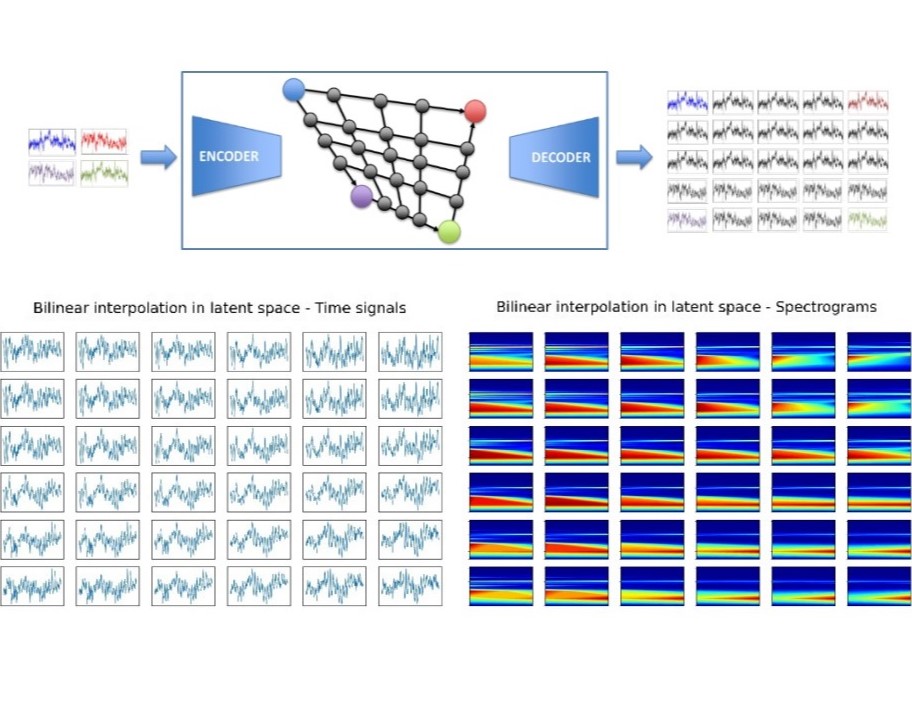 ENCODER
DECODER
Bilinear interpolation in latent space - Time signals
Bilinear interpolation in latent space - Spectrograms